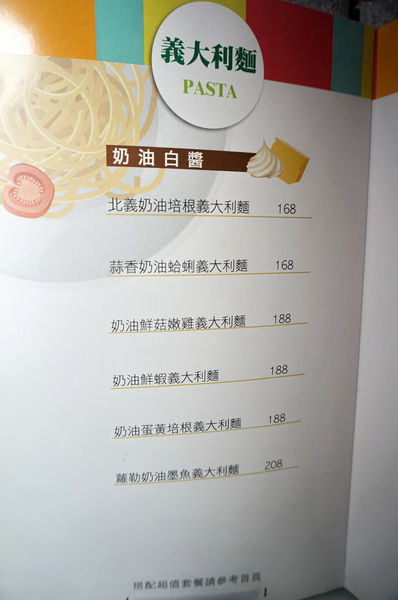 義大利麵
PASTA
奶油白醬
北義奶油培根義大利麵 168
蒜香奶油蛤蜊義大利麵 168
奶油鮮菇嫩雞義大利麵 188
奶油鮮蝦義大利麵 188
奶油蛋黃培根義大利麵 188
蘿勒奶油墨魚義大利麵 208
搭配超值套餐請參考首頁